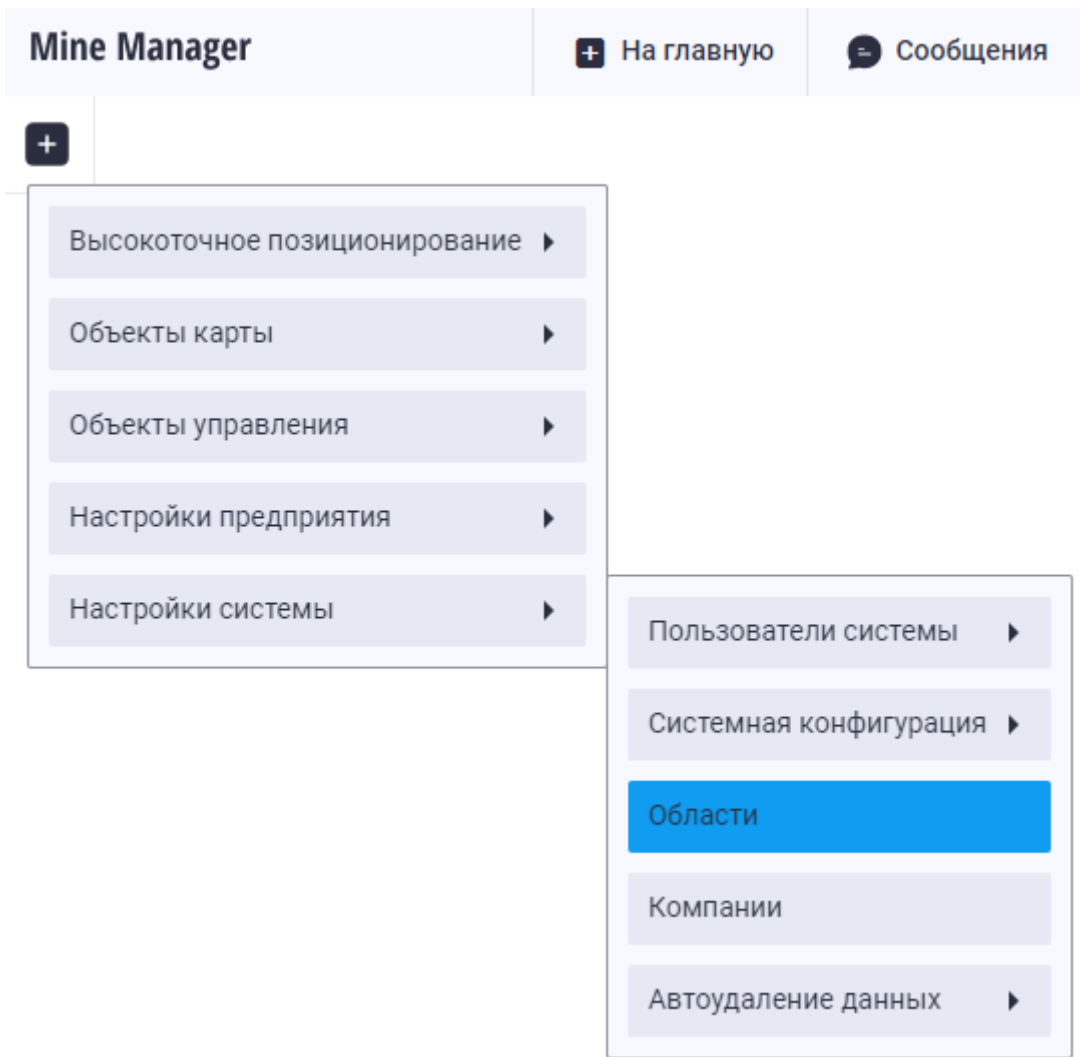 Mine Manager
На главную
Сообщения
Высокоточное позиционирование
Объекты карты
Объекты управления
Настройки предприятия
Настройки системы
Пользователи системы
Системная конфигурация
Области
Компании
Автоудаление данных